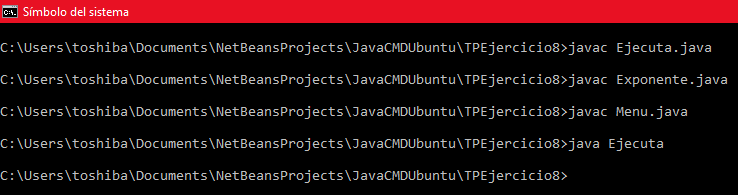 C:\. Símbolo del sistema
C:\Users\toshiba\Documents\NetBeansProjects\JavaCMDUbuntu\TPEjercicio8>javac Ejecuta.java
C:\Users\toshiba\Documents\NetBeansProjects\JavaCMDUbuntu\TPEjercicio8>javac Exponente.java
C:\Users\toshiba\Documents\NetBeansProjects\JavaCMDUbuntu\TPEjercicio8>javac Menu.java
C:\Users\toshiba\Documents\NetBeansProjects\JavaCMDUbuntu\TPEjercicio8>java Ejecuta
C:\Users\toshiba\Documents\NetBeansProjects\JavaCMDUbuntu\TPEjercicio8>